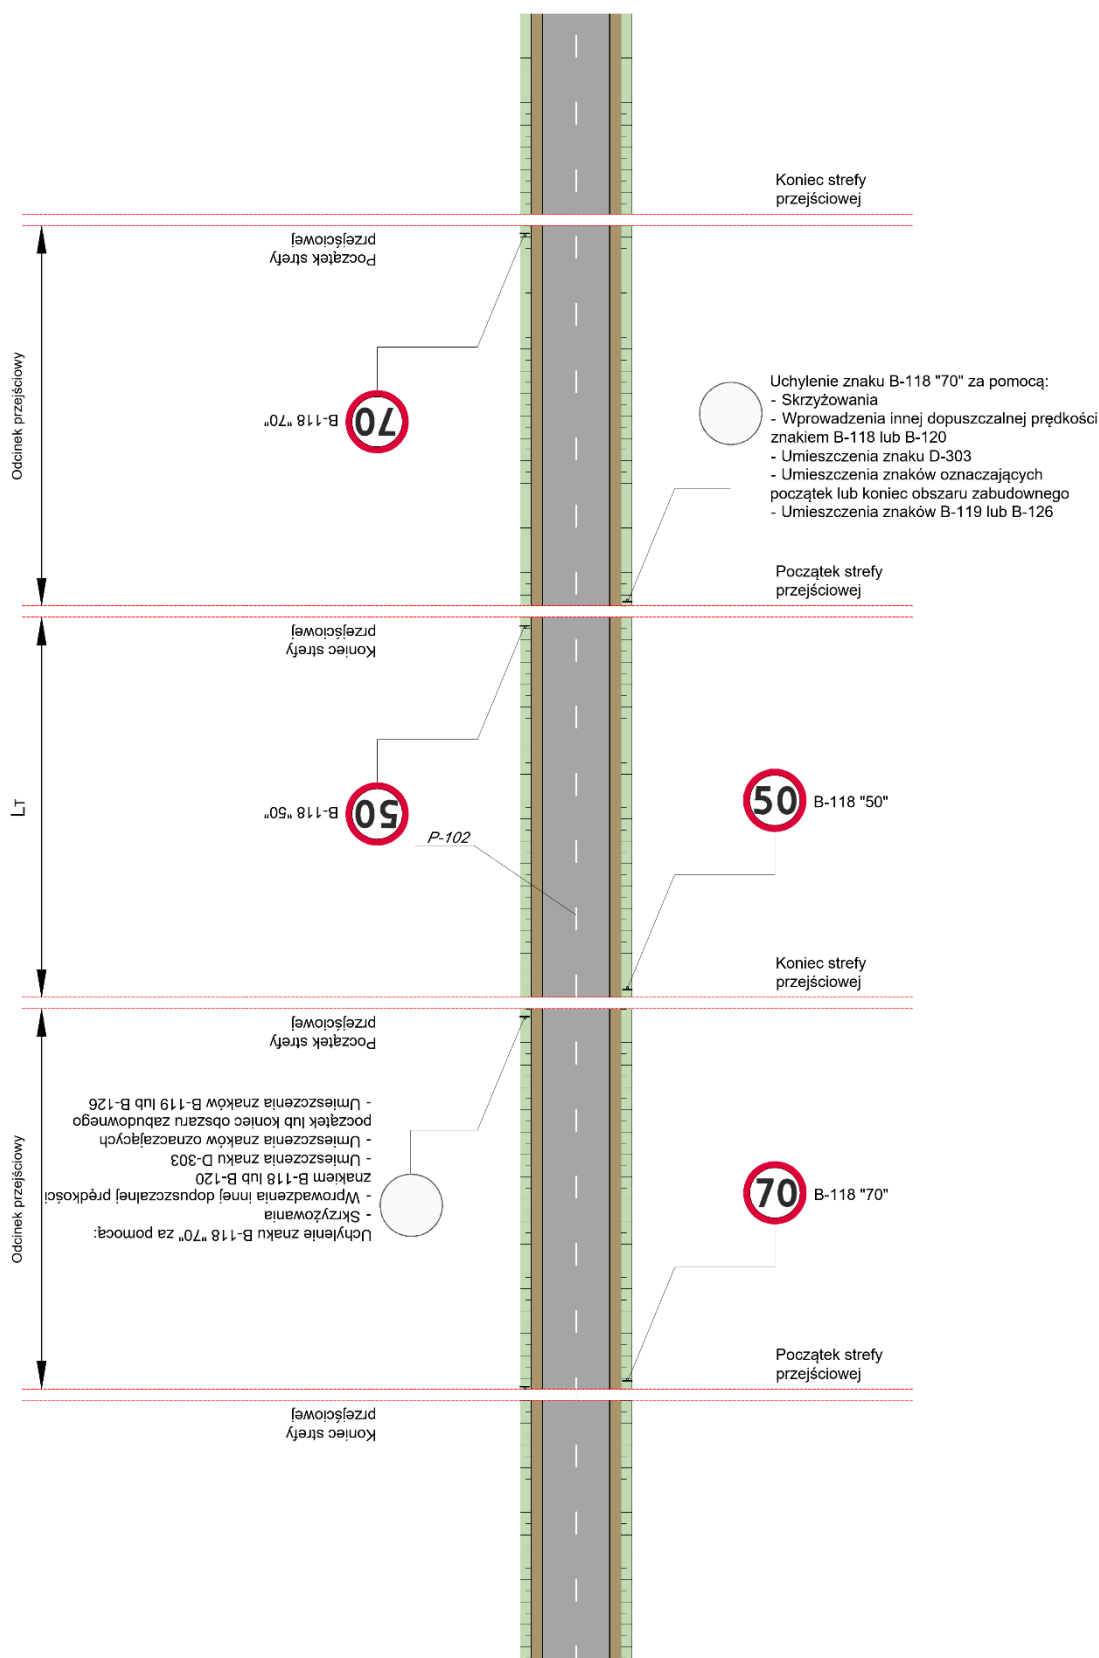 Koniec strefy
przejściowej
Początek strefy
przejściowej
Odcinek przejściowy
70
B-118 "70"
Uchylenie znaku B-118 "70" za pomocą:
- Skrzyżowania
- Wprowadzenia innej dopuszczalnej prędkości
znakiem B-118 lub B-120
- Umieszczenia znaku D-303
- Umieszczenia znaków oznaczających
początek lub koniec obszaru zabudownego
- Umieszczenia znaków B-119 lub B-126
Początek strefy
przejściowej
Koniec strefy
przejściowej
LT
50
B-118 "50"
50
B-118 "50"
P-102
Koniec strefy
przejściowej
Początek strefy
przejściowej
Odcinek przejściowy
Uchylenie znaku B-118 "70" za pomocą:
- Skrzyżowania
- Wprowadzenia innej dopuszczalnej prędkości
znakiem B-118 lub B-120
- Umieszczenia znaku D-303
- Umieszczenia znaków oznaczających
początek lub koniec obszaru zabudownego
- Umieszczenia znaków B-119 lub B-126
70
B-118 "70"
Początek strefy
przejściowej
Koniec strefy
przejściowej